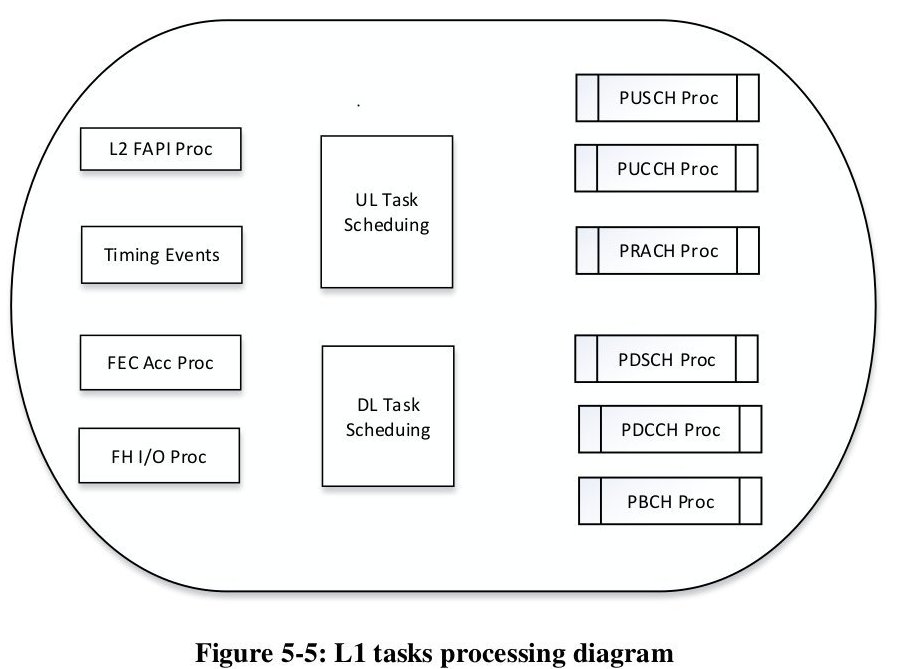 L2 FAPI Proc
Timing Events
FEC Acc Proc
FH I/O Proc
UL Task
Scheduing
DL Task
Scheduing
PUSCH Proc
PUCCH Proc
PRACH Proc
PDSCH Proc
PDCCH Proc
PBCH Proc
Figure 5-5: L1 tasks processing diagram